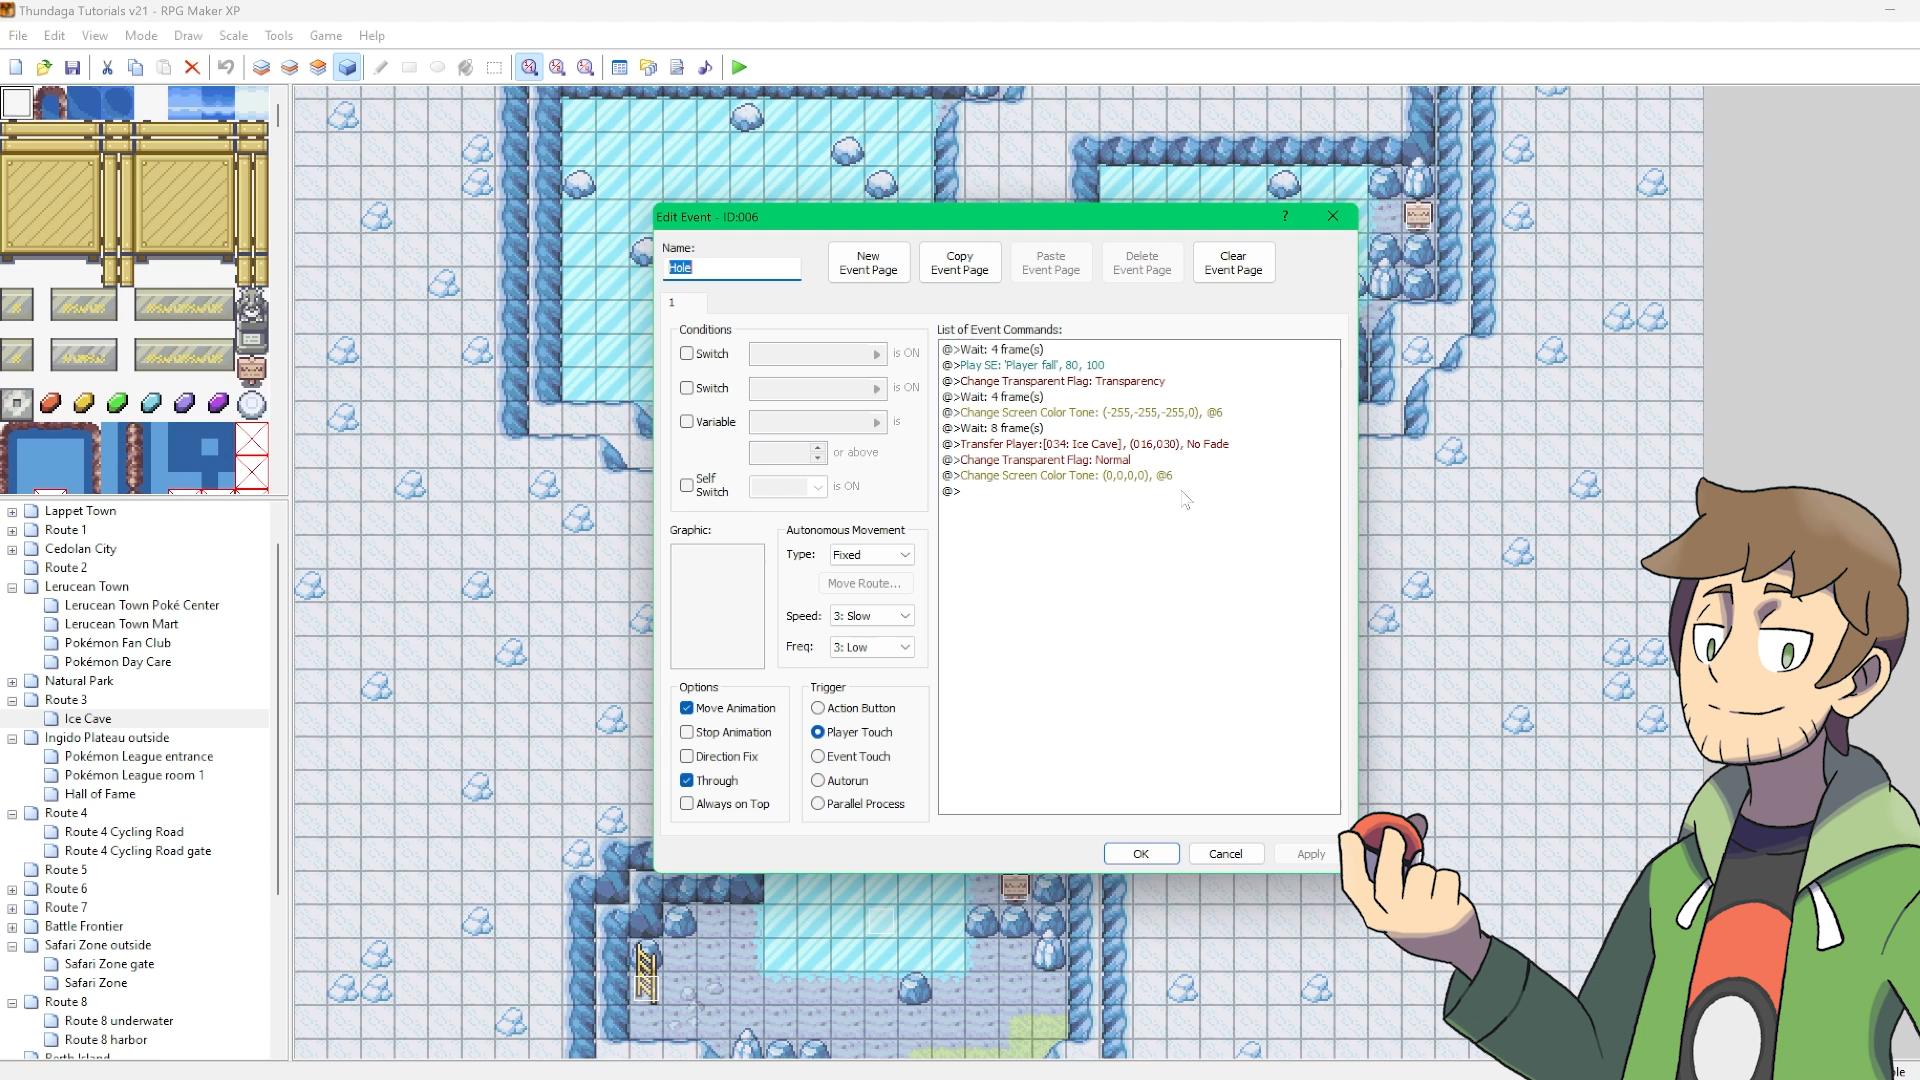 Thundaga Tutorials v21 - RPG Maker XP
File Edit View Mode Draw Scale Tools Game Help
Edit Event - ID:006
?
Name:
Hole
New
Event Page
Copy
Event Page
Paste
Event Page
Delete
Event Page
Clear
Event Page
1
Conditions
Switch is ON
Switch is ON
Variable is
or above
Self
Switch
is ON
Graphic:
Autonomous Movement
Type: Fixed
Move Route...
Speed: 3: Slow
Freq: 3: Low
Options
Move Animation
Stop Animation
Direction Fix
Through
Always on Top
Trigger
Action Button
Player Touch
Event Touch
Autorun
Parallel Process
List of Event Commands:
@>Wait: 4 frame(s)
@>Play SE: 'Player fall', 80, 100
@>Change Transparent Flag: Transparency
@>Wait: 4 frame(s)
@>Change Screen Color Tone: (-255,-255,-255,0), @6
@>Wait: 8 frame(s)
@>Transfer Player:[034: Ice Cave], (016,030), No Fade
@>Change Transparent Flag: Normal
@>Change Screen Color Tone: (0,0,0,0), @6
@>
OK Cancel Apply
Lappet Town
Route 1
Cedolan City
Route 2
Lerucean Town
Lerucean Town Poké Center
Lerucean Town Mart
Pokémon Fan Club
Pokémon Day Care
Natural Park
Route 3
Ice Cave
Ingido Plateau outside
Pokémon League entrance
Pokémon League room 1
Hall of Fame
Route 4
Route 4 Cycling Road
Route 4 Cycling Road gate
Route 5
Route 6
Route 7
Battle Frontier
Safari Zone outside
Safari Zone gate
Safari Zone
Route 8
Route 8 underwater
Route 8 harbor